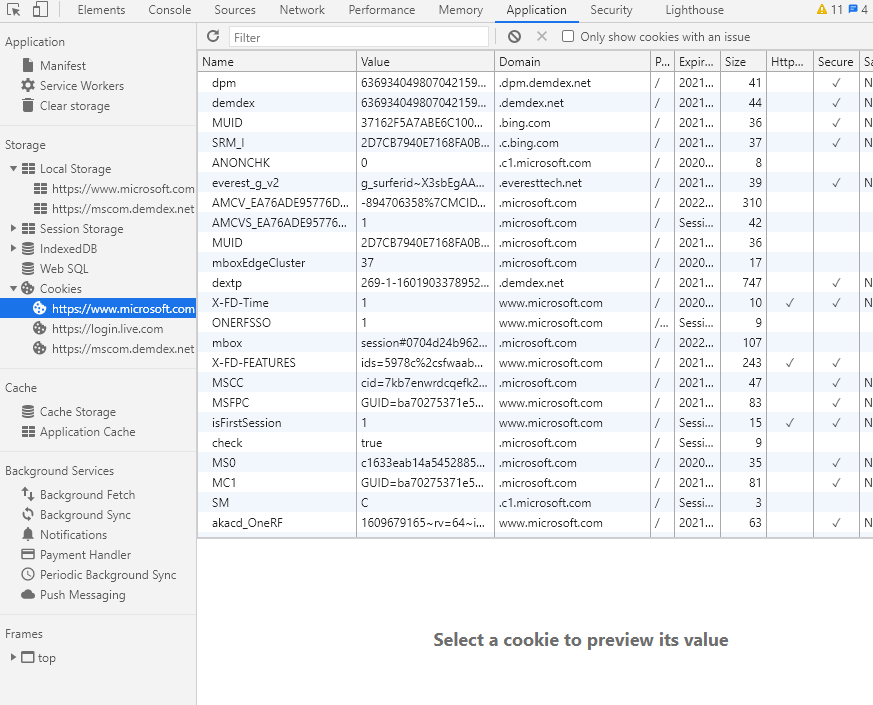 Elements Console Sources Network Performance Memory Application Security Lighthouse 11 4
Application
Manifest
Service Workers
Clear storage
Storage
Local Storage
https://www.microsoft.com
https://mscom.demdex.net
Session Storage
IndexedDB
Web SQL
Cookies
https://www.microsoft.com
https://login.live.com
https://mscom.demdex.net
Cache
Cache Storage
Application Cache
Background Services
Background Fetch
Background Sync
Notifications
Payment Handler
Periodic Background Sync
Push Messaging
Frames
top
Filter Only show cookies with an issue
Name Value Domain P... Expir... Size Http... Secure Sa
dpm 636934049807042159... .dpm.demdex.net / 2021... 41 ✓ N
demdex 636934049807042159... .demdex.net / 2021... 44 ✓ N
MUID 37162F5A7ABE6C100... .bing.com / 2021... 36 ✓ N
SRM_I 2D7CB7940E7168FA0B... .c.bing.com / 2021... 37 ✓ N
ANONCHK 0 .c1.microsoft.com / 2020... 8
everest_g_v2 g_surferid~X3sbEgAA... .everesttech.net / 2021... 39 ✓ N
AMCV_EA76ADE95776D... -894706358%7CMCID... .microsoft.com / 2022... 310
AMCVS_EA76ADE95776... 1 .microsoft.com / Sessi... 42
MUID 2D7CB7940E7168FA0B... .microsoft.com / 2021... 36
mboxEdgeCluster 37 .microsoft.com / 2020... 17
dextp 269-1-1601903378952... .demdex.net / 2021... 747 ✓ N
X-FD-Time 1 www.microsoft.com / 2020... 10 ✓ ✓ N
ONERFSSO 1 www.microsoft.com /... Sessi... 9
mbox session#0704d24b962... .microsoft.com / 2022... 107
X-FD-FEATURES ids=5978c%2csfwaab... www.microsoft.com / 2021... 243 ✓ ✓
MSCC cid=7kb7enwrdcqefk2... .microsoft.com / 2021... 47 ✓ N
MSFPC GUID=ba70275371e5... www.microsoft.com / 2021... 83 ✓ N
isFirstSession 1 www.microsoft.com / Sessi... 15 ✓ ✓ N
check true .microsoft.com / Sessi... 9
MS0 c1633eab14a5452885... .microsoft.com / 2020... 35 ✓ N
MC1 GUID=ba70275371e5... .microsoft.com / 2021... 81 ✓ N
SM C .c1.microsoft.com / Sessi... 3
akacd_OneRF 1609679165~rv=64~i... www.microsoft.com / 2021... 63 ✓ N
Select a cookie to preview its value